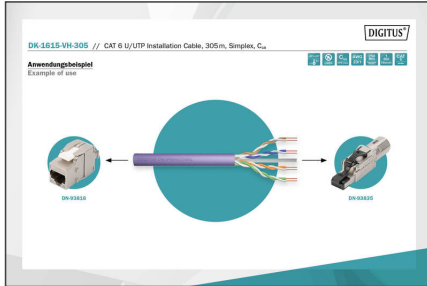 DIGITUS®
DK-1615-VH-305 // CAT 6 U/UTP Installation Cable, 305 m, Simplex, Cca
Anwendungsbeispiel
Example of use
DN-93616
DN-93835